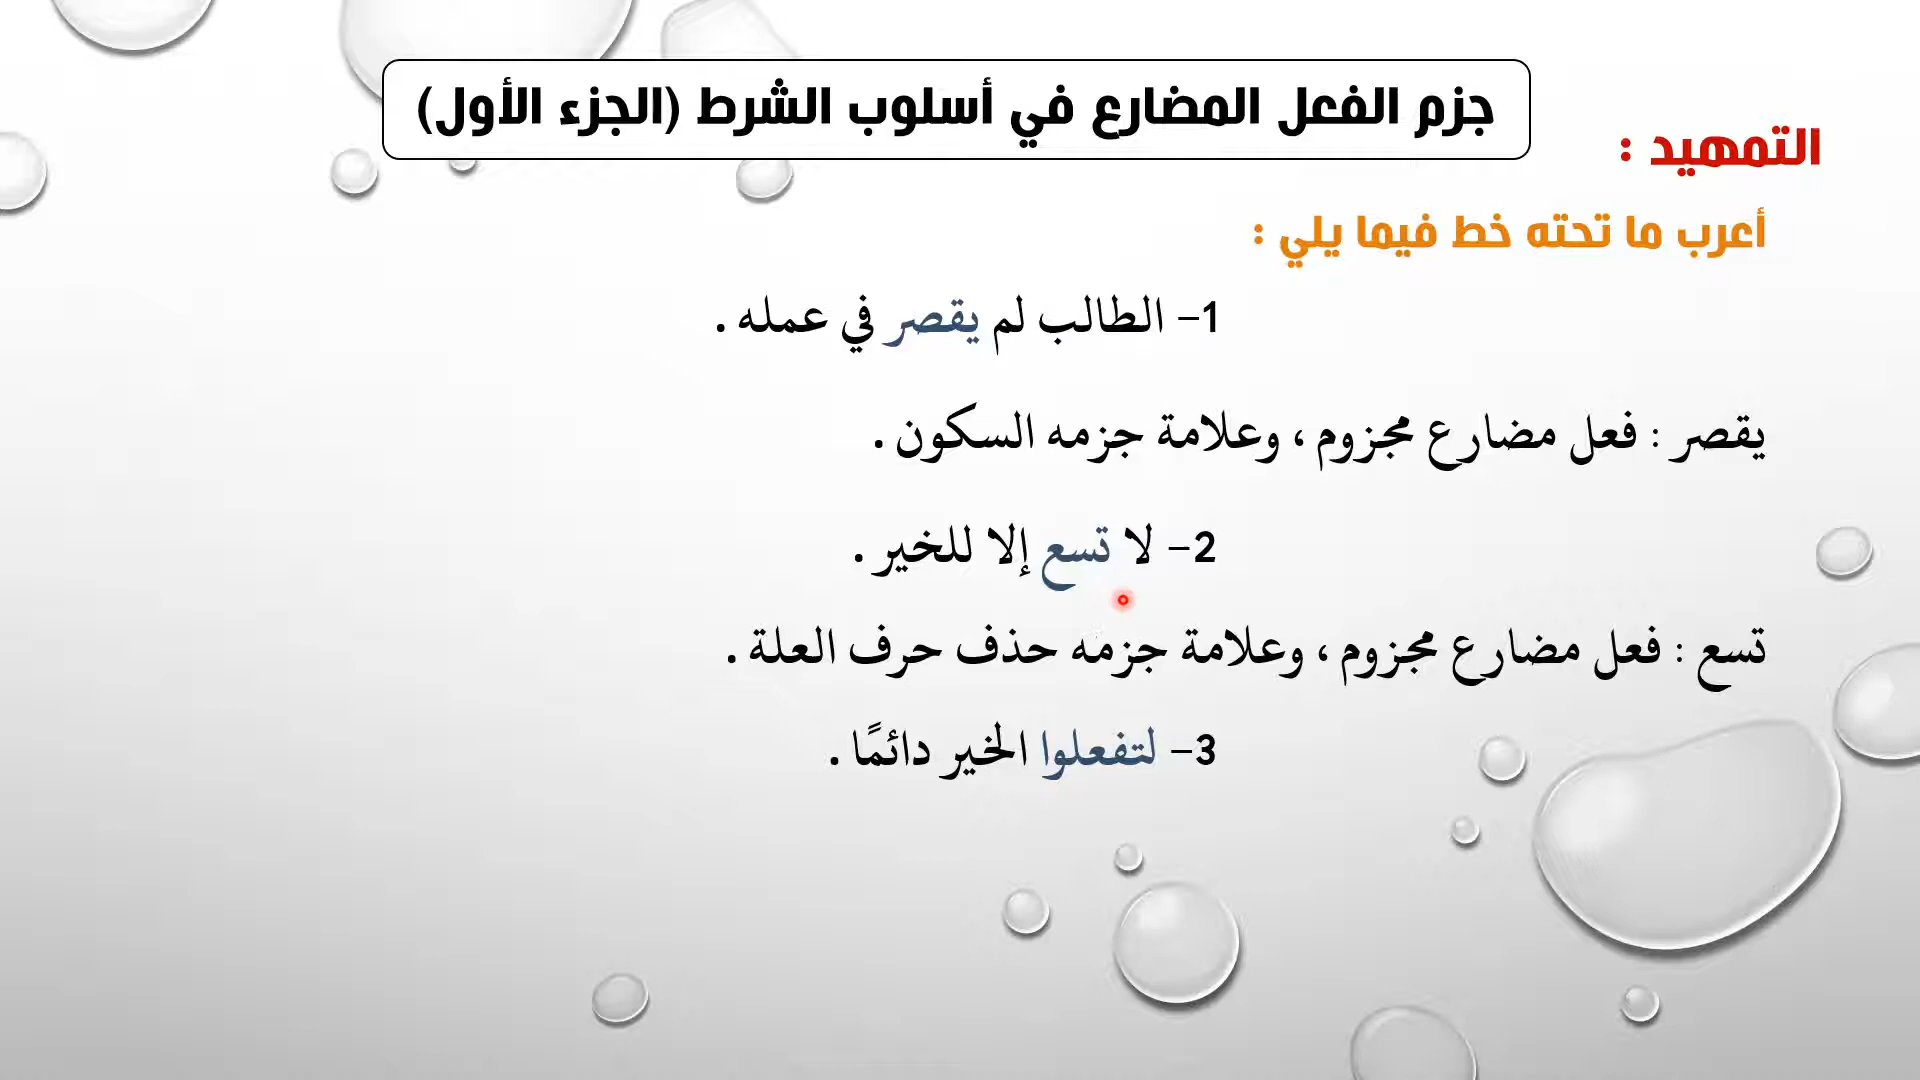 جزم الفعل المضارع في أسلوب الشرط (الجزء الأول)
التمهيد :
أعرب ما تحته خط فيما يلي :
1- الطالب لم يقصر في عمله .
يقصر : فعل مضارع مجزوم ، وعلامة جزمه السكون .
2- لا تسع إلا للخير .
تسع : فعل مضارع مجزوم ، وعلامة جزمه حذف حرف العلة .
3- لتفعلوا الخير دائمًا .